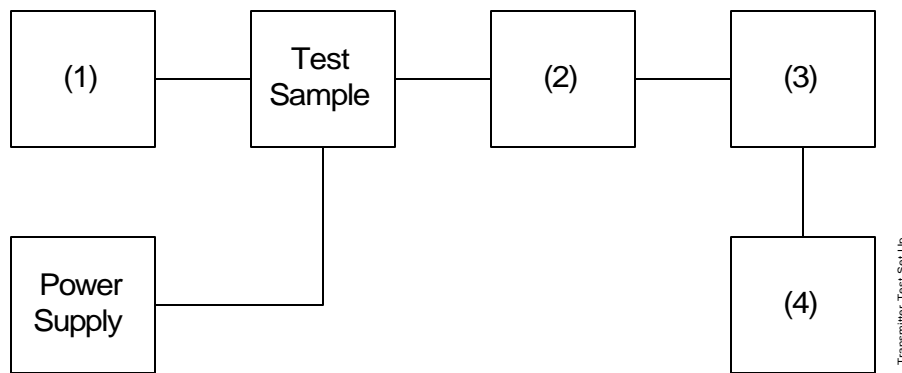 (1)
Test
Sample
(2)
(3)
Power
Supply
(4)
Transmitter Test Set Up